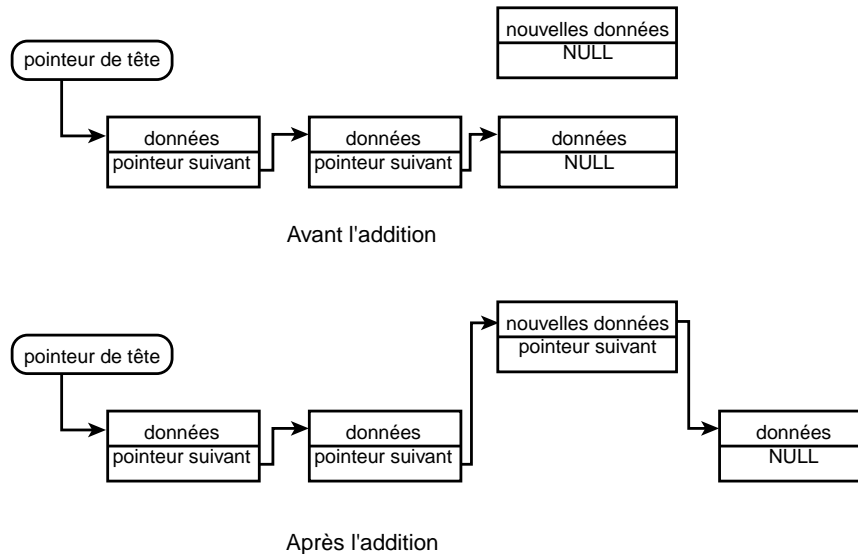 nouvelles données
NULL
pointeur de tête
données
pointeur suivant
données
pointeur suivant
données
NULL
Avant l'addition
nouvelles données
pointeur suivant
pointeur de tête
données
pointeur suivant
données
pointeur suivant
données
NULL
Après l'addition